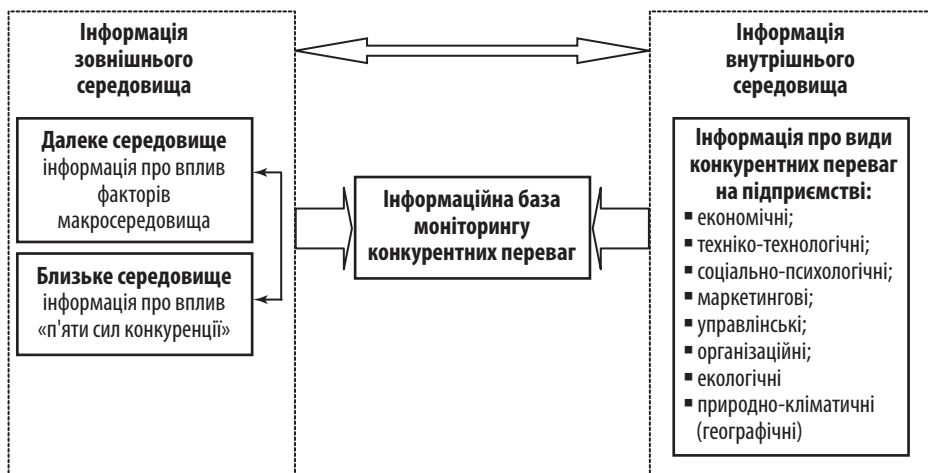 Інформація
зовнішнього
середовища
Далеке середовище
інформація про вплив
факторів
макросередовища
Близьке середовище
інформація про вплив
«п'яти сил конкуренції»
Інформаційна база
моніторингу
конкурентних переваг
Інформація
внутрішнього
середовища
Інформація про види
конкурентних переваг
на підприємстві:
▪ економічні;
▪ техніко-технологічні;
▪ соціально-психологічні;
▪ маркетингові;
▪ управлінські;
▪ організаційні;
▪ екологічні
▪ природно-кліматичні
(географічні)